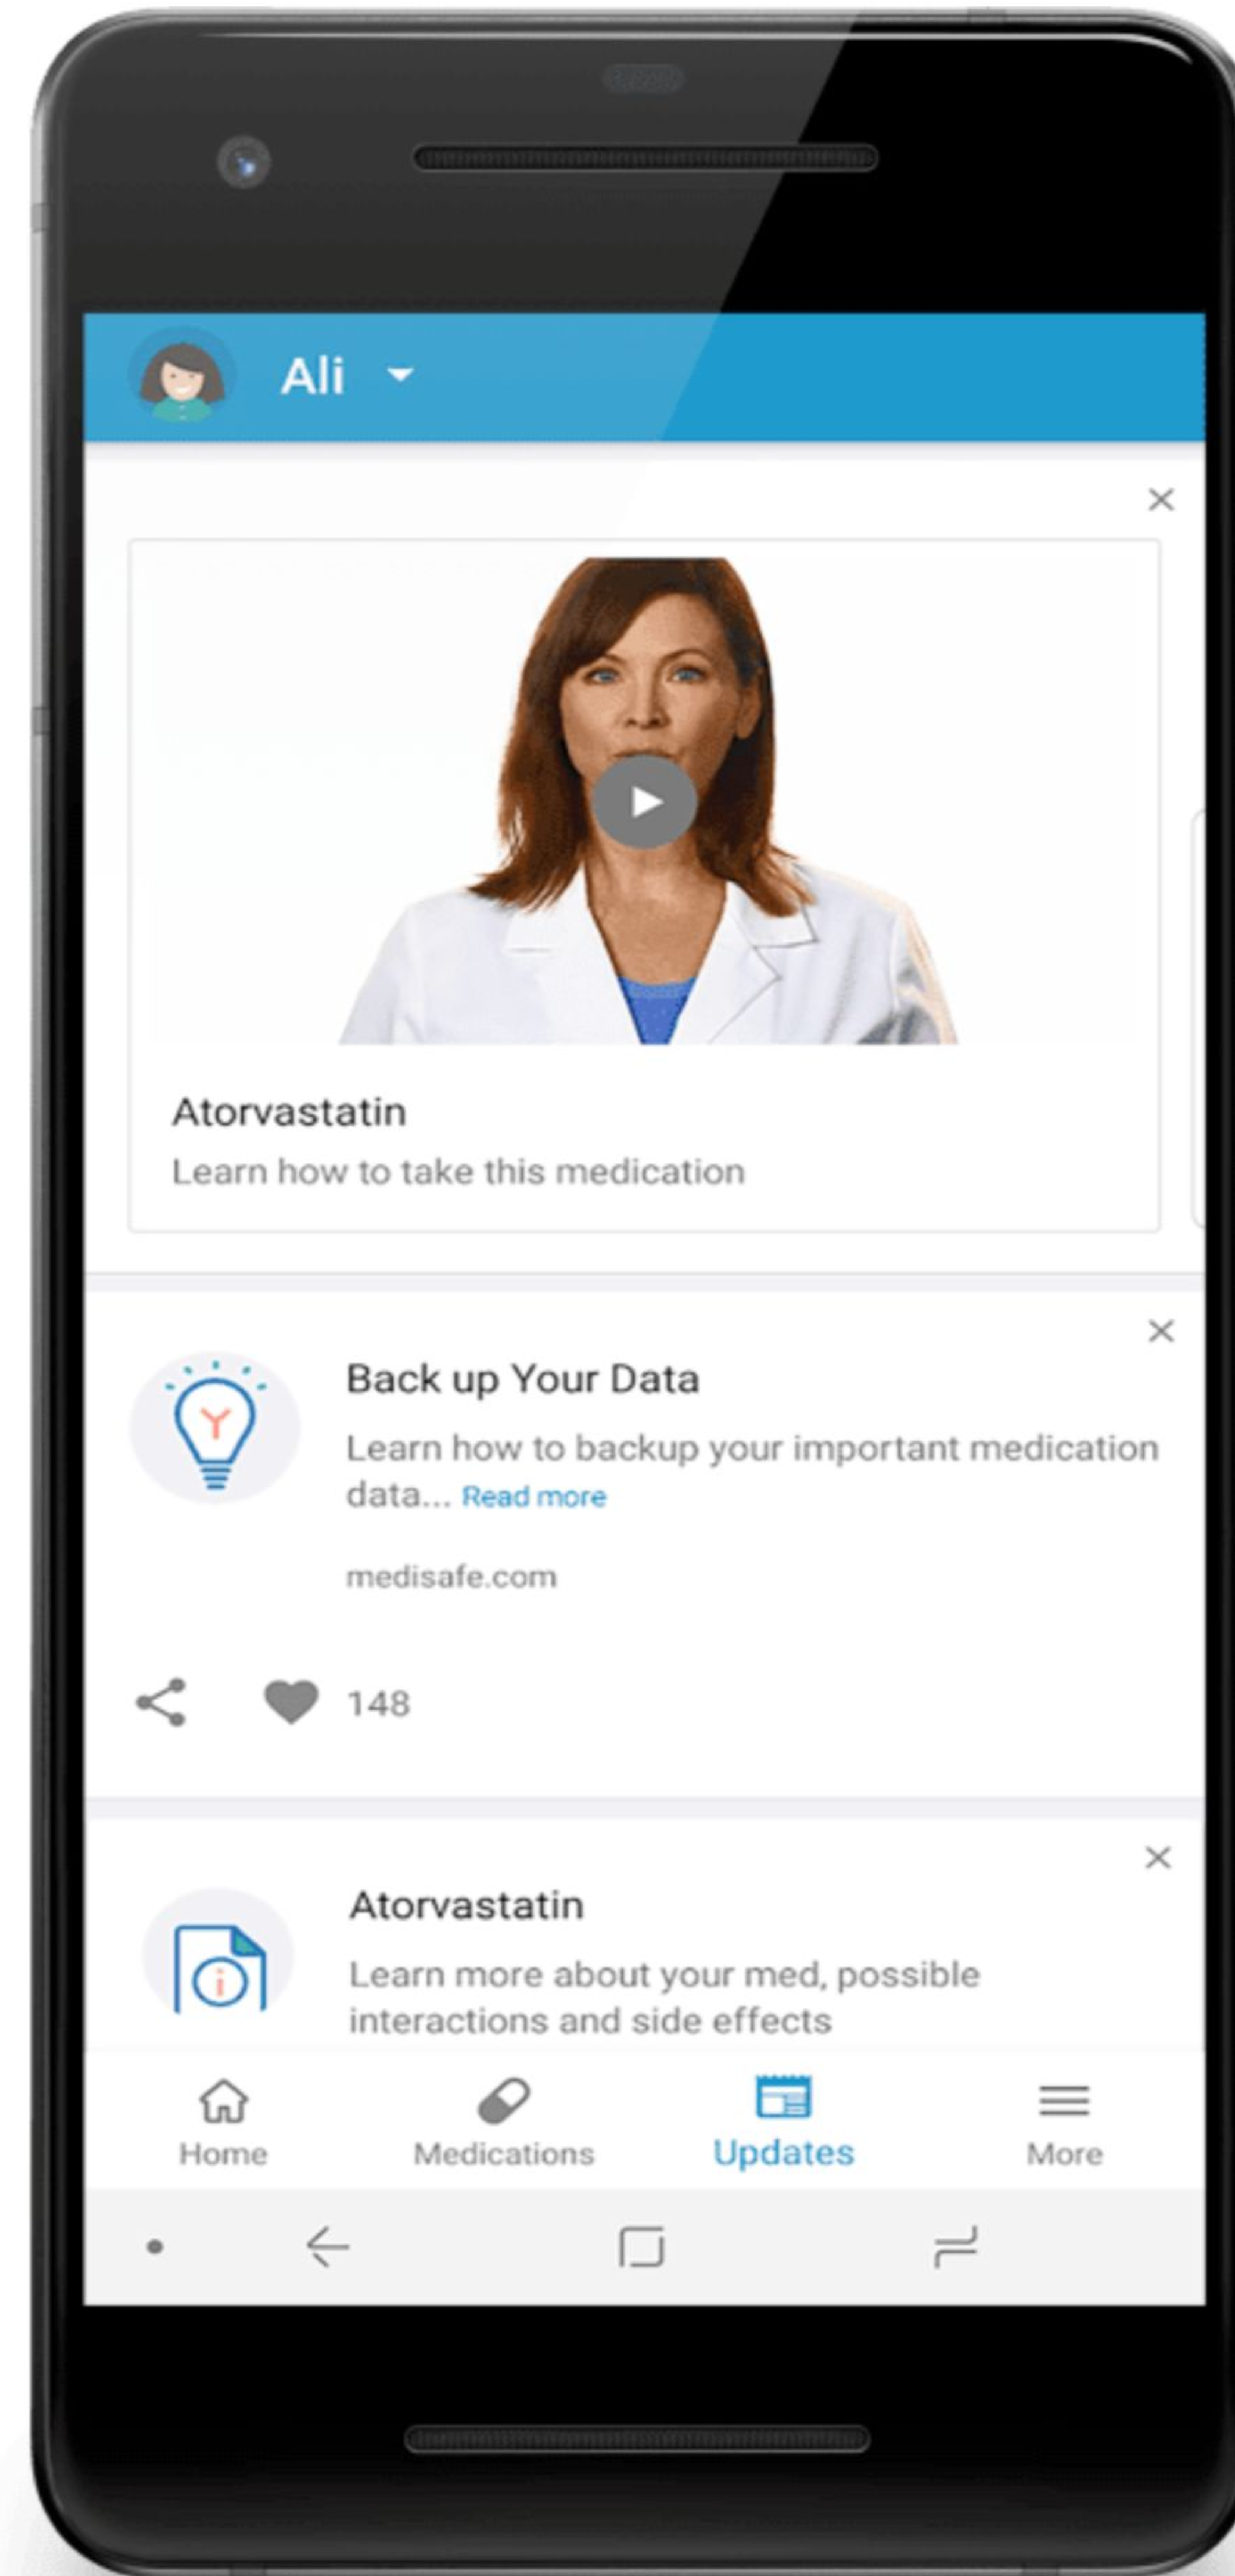 Ali
Atorvastatin
Learn how to take this medication
Back up Your Data
Learn how to backup your important medication
data... Read more
medisafe.com
148
Atorvastatin
Learn more about your med, possible
interactions and side effects
Home
Medications
Updates
More